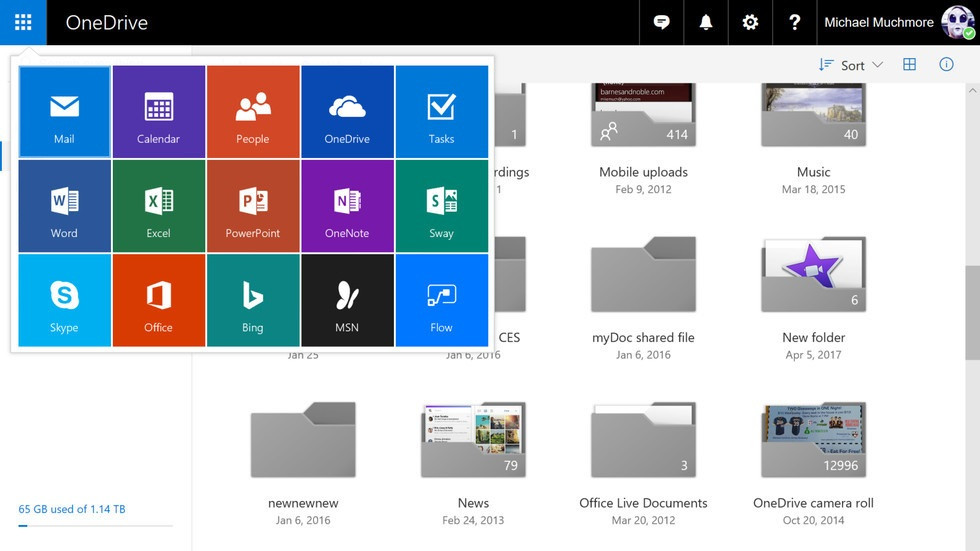 OneDrive
Michael Muchmore
Sort
Mail
Calendar
People
OneDrive
Tasks
Word
Excel
PowerPoint
OneNote
Sway
Skype
Office
Bing
MSN
Flow
barnesandnoble.com
1
414
40
rdings
Mobile uploads
Music
1
Feb 9, 2012
Mar 18, 2015
6
CES
myDoc shared file
New folder
Jan 25
Jan 6, 2016
Jan 6, 2016
Apr 5, 2017
79
3
12996
newnewnew
News
Office Live Documents
OneDrive camera roll
Jan 6, 2016
Feb 24, 2013
Mar 20, 2012
Oct 20, 2014
65 GB used of 1.14 TB